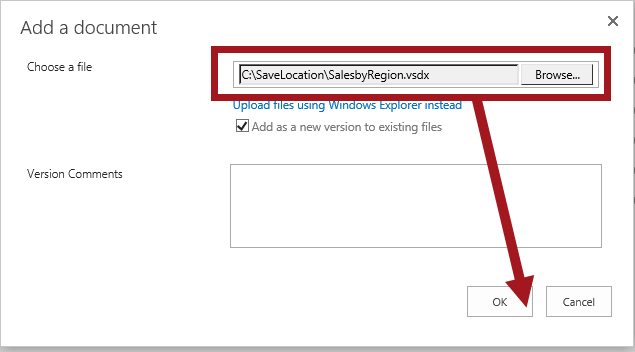 Add a document
Choose a file
C:\SaveLocation\SalesbyRegion.vsdx
Browse...
Upload files using Windows Explorer instead
Add as a new version to existing files
Version Comments
OK
Cancel